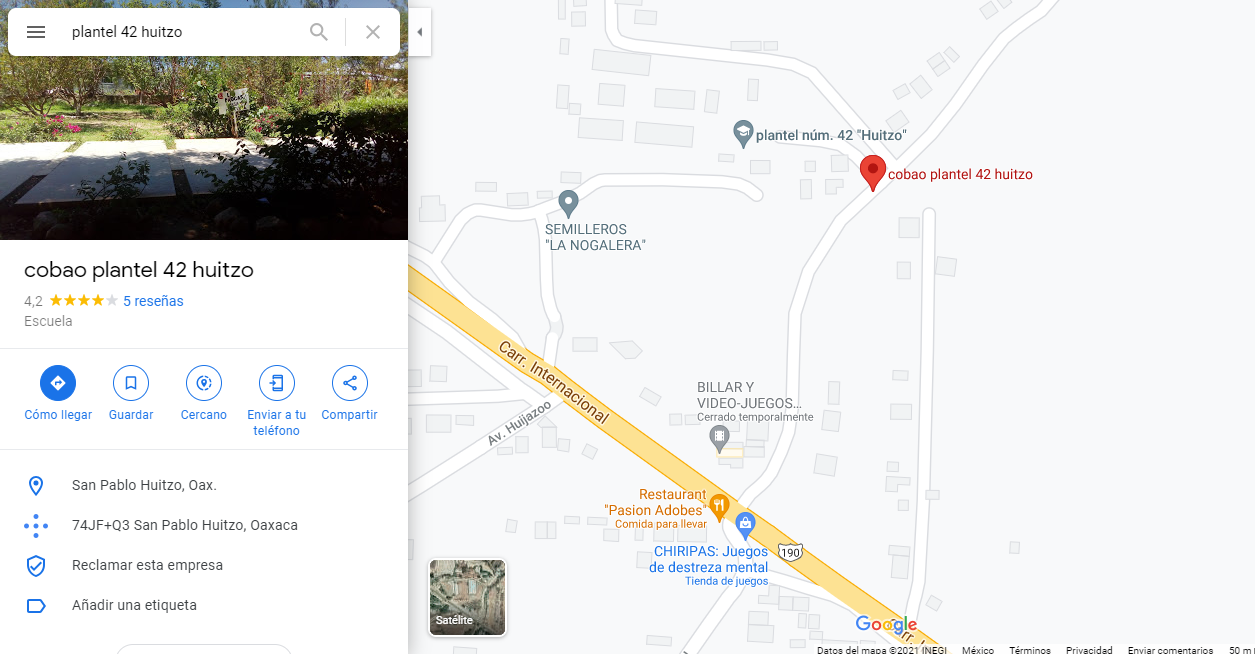 plantel 42 huitzo
cobao plantel 42 huitzo
4,2
5 reseñas
Escuela
Cómo llegar
Guardar
Cercano
Enviar a tu
teléfono
Compartir
San Pablo Huitzo, Oax.
74JF+Q3 San Pablo Huitzo, Oaxaca
Reclamar esta empresa
Añadir una etiqueta
plantel núm. 42 "Huitzo"
cobao plantel 42 huitzo
SEMILLEROS
"LA NOGALERA"
Carr. Internacional
Av. Huijazoo
BILLAR Y
VIDEO-JUEGOS...
Cerrado temporalmente
Restaurant
"Pasion Adobes"
Comida para llevar
CHIRIPAS: Juegos
de destreza mental
Tienda de juegos
190
Satélite
Google
Datos del mapa ©2021 INEGI
México
Términos
Privacidad
Enviar comentarios
50 m